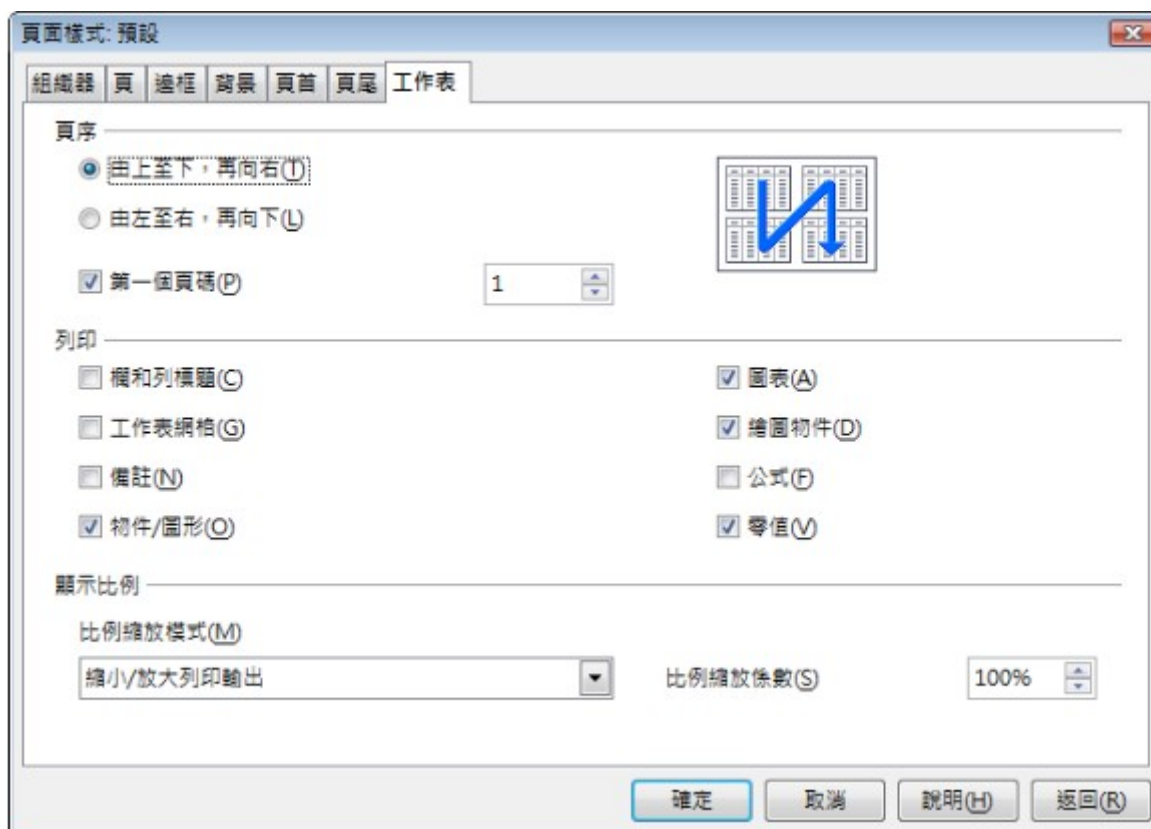 頁面樣式: 預設
組織器 頁 邊框 背景 頁首 頁尾 工作表
頁序
由上至下，再向右(T)
由左至右，再向下(L)
第一個頁碼(P) 1
列印
欄和列標題(C) 圖表(A)
工作表網格(G) 繪圖物件(D)
備註(N) 公式(F)
物件/圖形(O) 零值(V)
顯示比例
比例縮放模式(M)
縮小/放大列印輸出 比例縮放係數(S) 100%
確定 取消 說明(H) 返回(R)